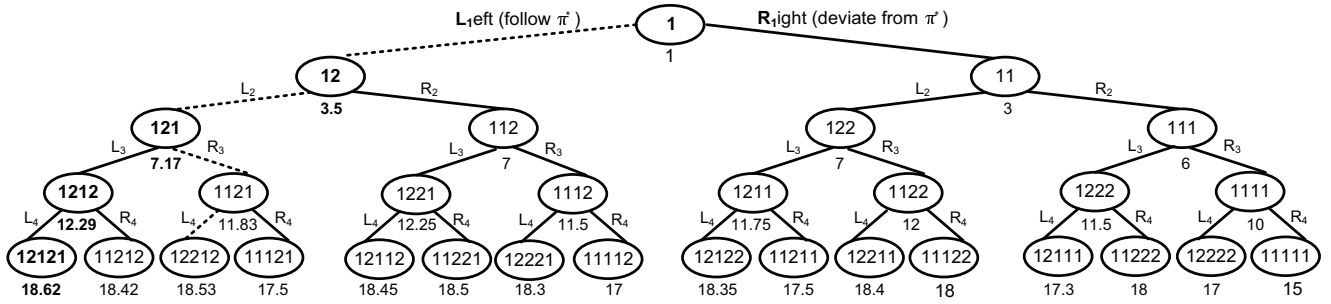 L₁eft (follow π*) 1 R₁ight (deviate from π*)
1
12 11
L₂ 3.5 R₂ L₂ 3 R₂
121 112 122 111
L₃ 7.17 R₃ L₃ 7 R₃ L₃ 7 R₃ L₃ 6 R₃
1212 1121 1221 1112 1211 1122 1222 1111
L₄ 12.29 R₄ L₄ 11.83 R₄ L₄ 12.25 R₄ L₄ 11.5 R₄ L₄ 11.75 R₄ L₄ 12 R₄ L₄ 11.5 R₄ L₄ 10 R₄
12121 11212 12212 11121 12112 11221 12221 11112 12122 11211 12211 11122 12111 11222 12222 11111
18.62 18.42 18.53 17.5 18.45 18.5 18.3 17 18.35 17.5 18.4 18 17.3 18 17 15